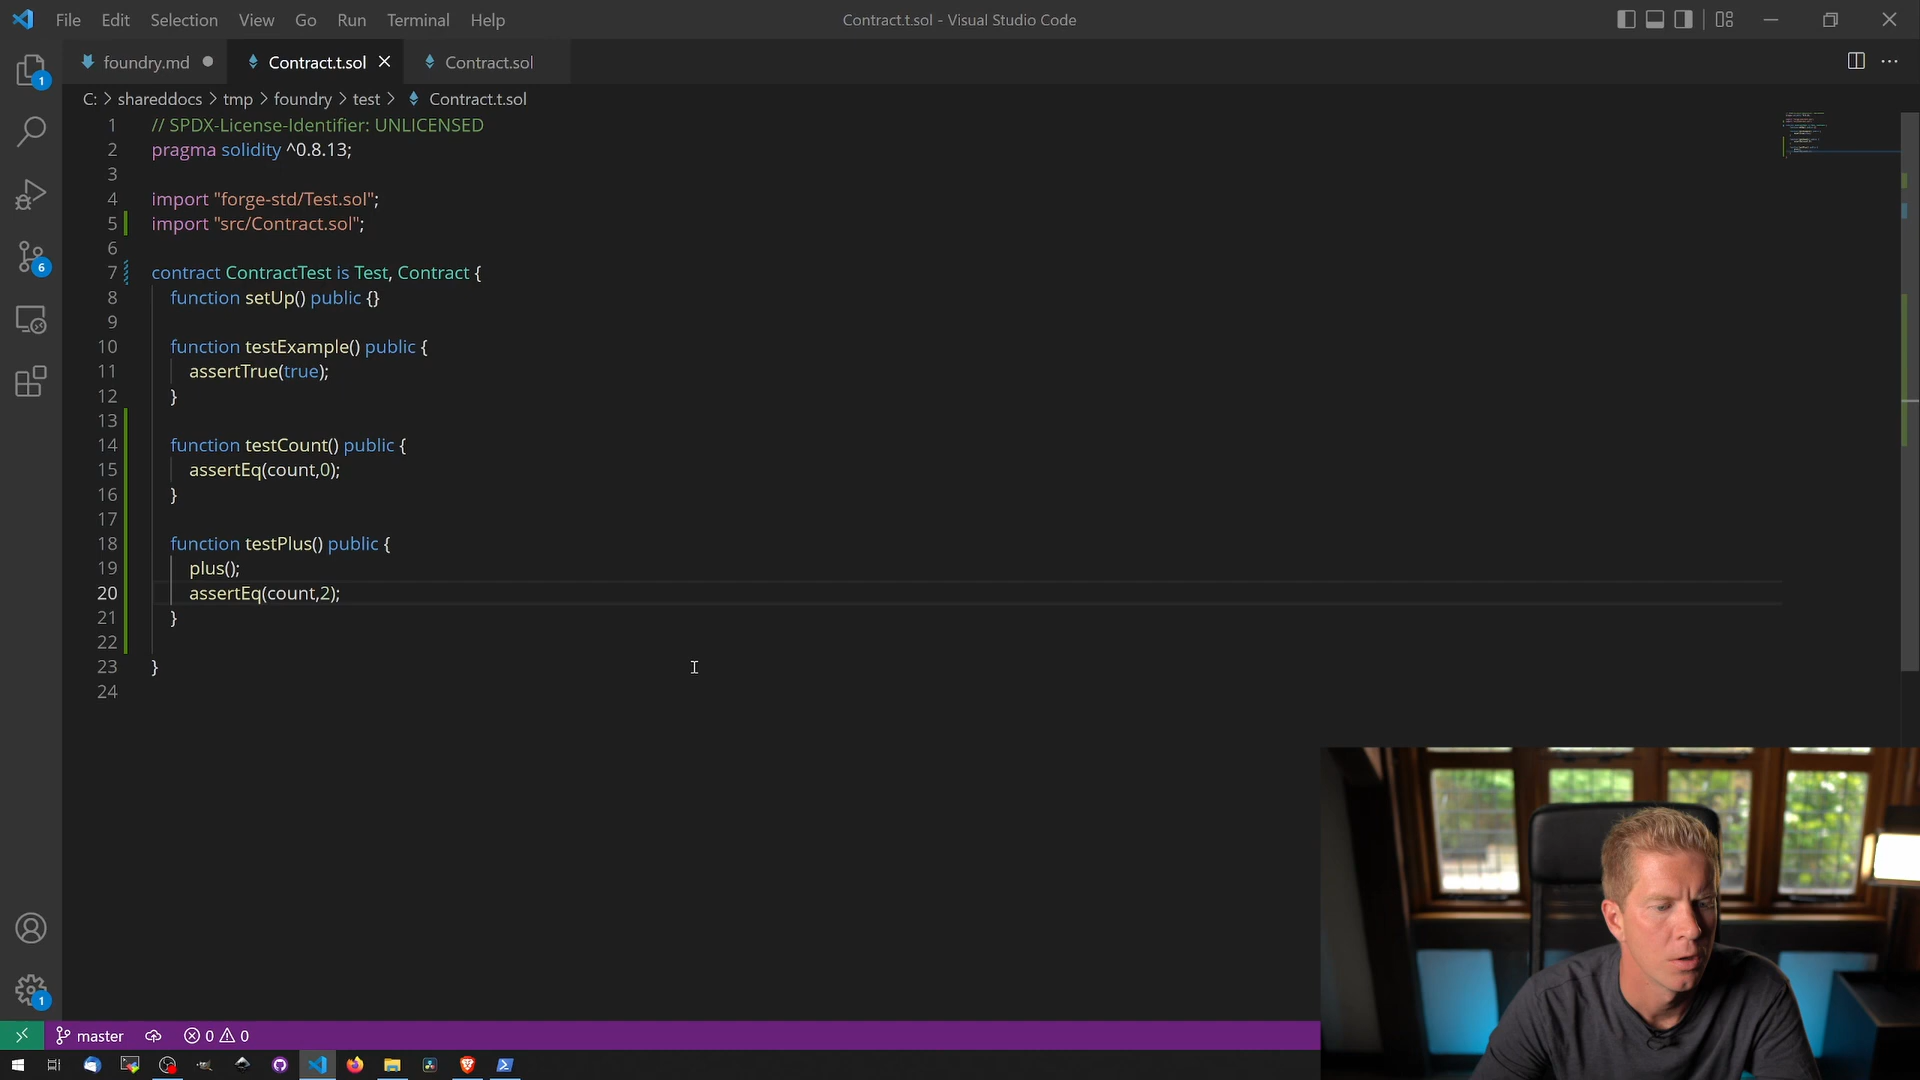 File Edit Selection View Go Run Terminal Help
Contract.t.sol - Visual Studio Code
foundry.md
Contract.t.sol
Contract.sol
C: > shareddocs > tmp > foundry > test > Contract.t.sol
1 // SPDX-License-Identifier: UNLICENSED
2 pragma solidity ^0.8.13;
3
4 import "forge-std/Test.sol";
5 import "src/Contract.sol";
6
7 contract ContractTest is Test, Contract {
8 function setUp() public {}
9
10 function testExample() public {
11 assertTrue(true);
12 }
13
14 function testCount() public {
15 assertEq(count,0);
16 }
17
18 function testPlus() public {
19 plus();
20 assertEq(count,2);
21 }
22
23 }
24
1
6
1
master
0 0